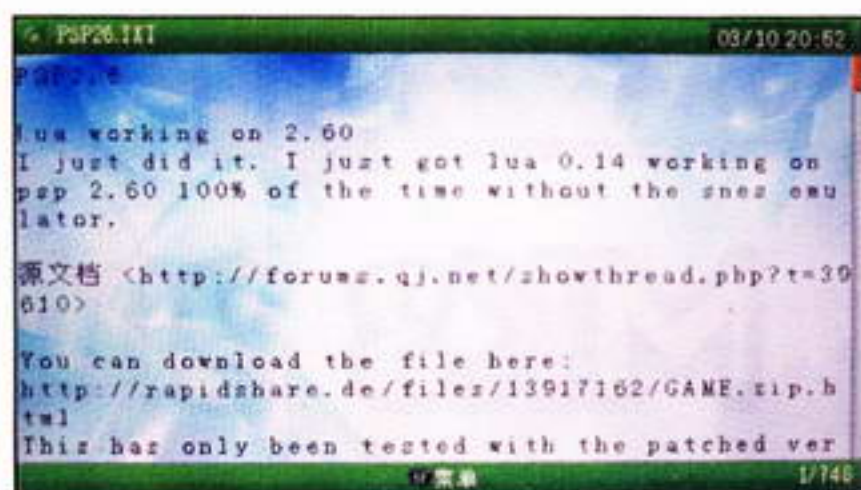 PSP26.TXT
03/10 20:52
PSP2.6
Lua working on 2.60
I just did it. I just got lua 0.14 working on
psp 2.60 100% of the time without the snes emu
lator.
源文档 <http://forums.qj.net/showthread.php?t=39
610>
You can download the file here:
http://rapidshare.de/files/13917162/GAME.zip.h
tml
This has only been tested with the patched ver
菜单
1/748